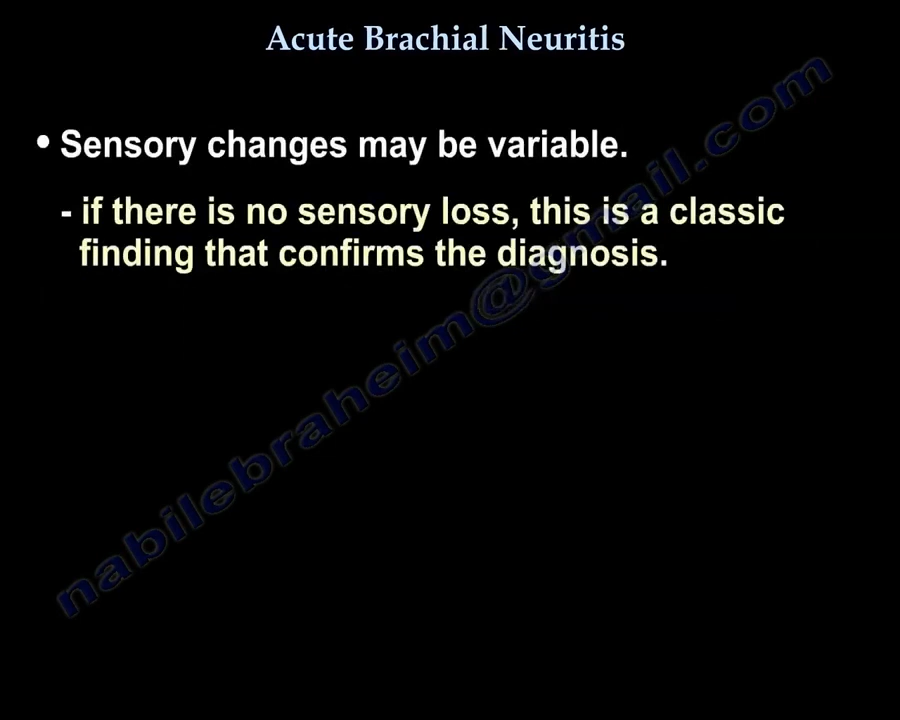 Acute Brachial Neuritis
• Sensory changes may be variable.
- if there is no sensory loss, this is a classic
finding that confirms the diagnosis.
nabilebraheim@gmail.com